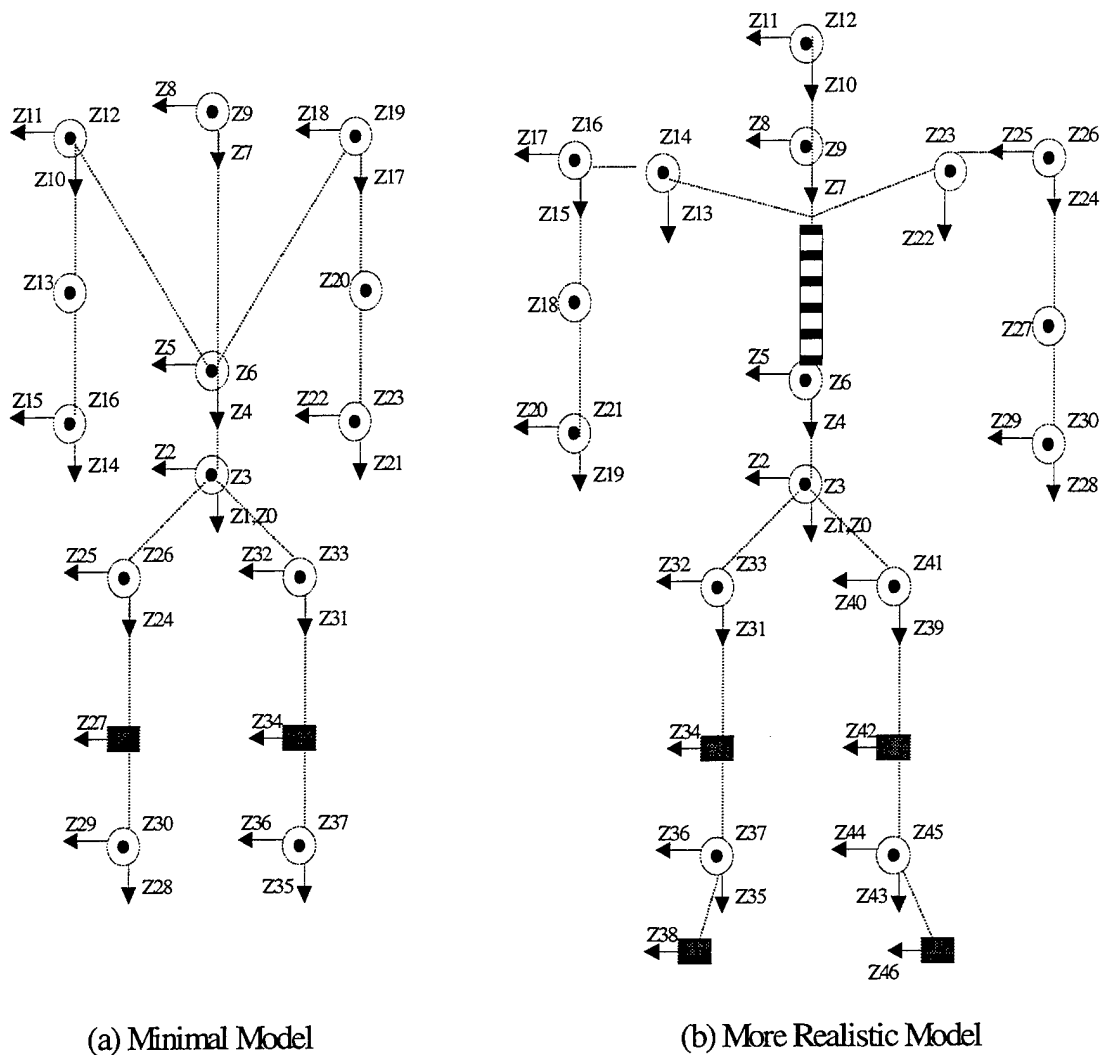 Z8
Z11
Z12
Z9
Z18
Z19
Z7
Z10
Z17
Z13
Z20
Z5
Z6
Z15
Z16
Z4
Z22
Z23
Z14
Z2
Z3
Z21
Z1,Z0
Z25
Z26
Z32
Z33
Z24
Z31
Z27
Z34
Z29
Z30
Z36
Z37
Z28
Z35
(a) Minimal Model
Z11
Z12
Z10
Z17
Z16
Z14
Z8
Z9
Z23
Z25
Z26
Z7
Z15
Z13
Z24
Z22
Z18
Z27
Z5
Z6
Z20
Z21
Z4
Z29
Z30
Z19
Z2
Z3
Z28
Z1,Z0
Z32
Z33
Z41
Z40
Z31
Z39
Z34
Z42
Z36
Z37
Z44
Z45
Z35
Z43
Z38
Z46
(b) More Realistic Model